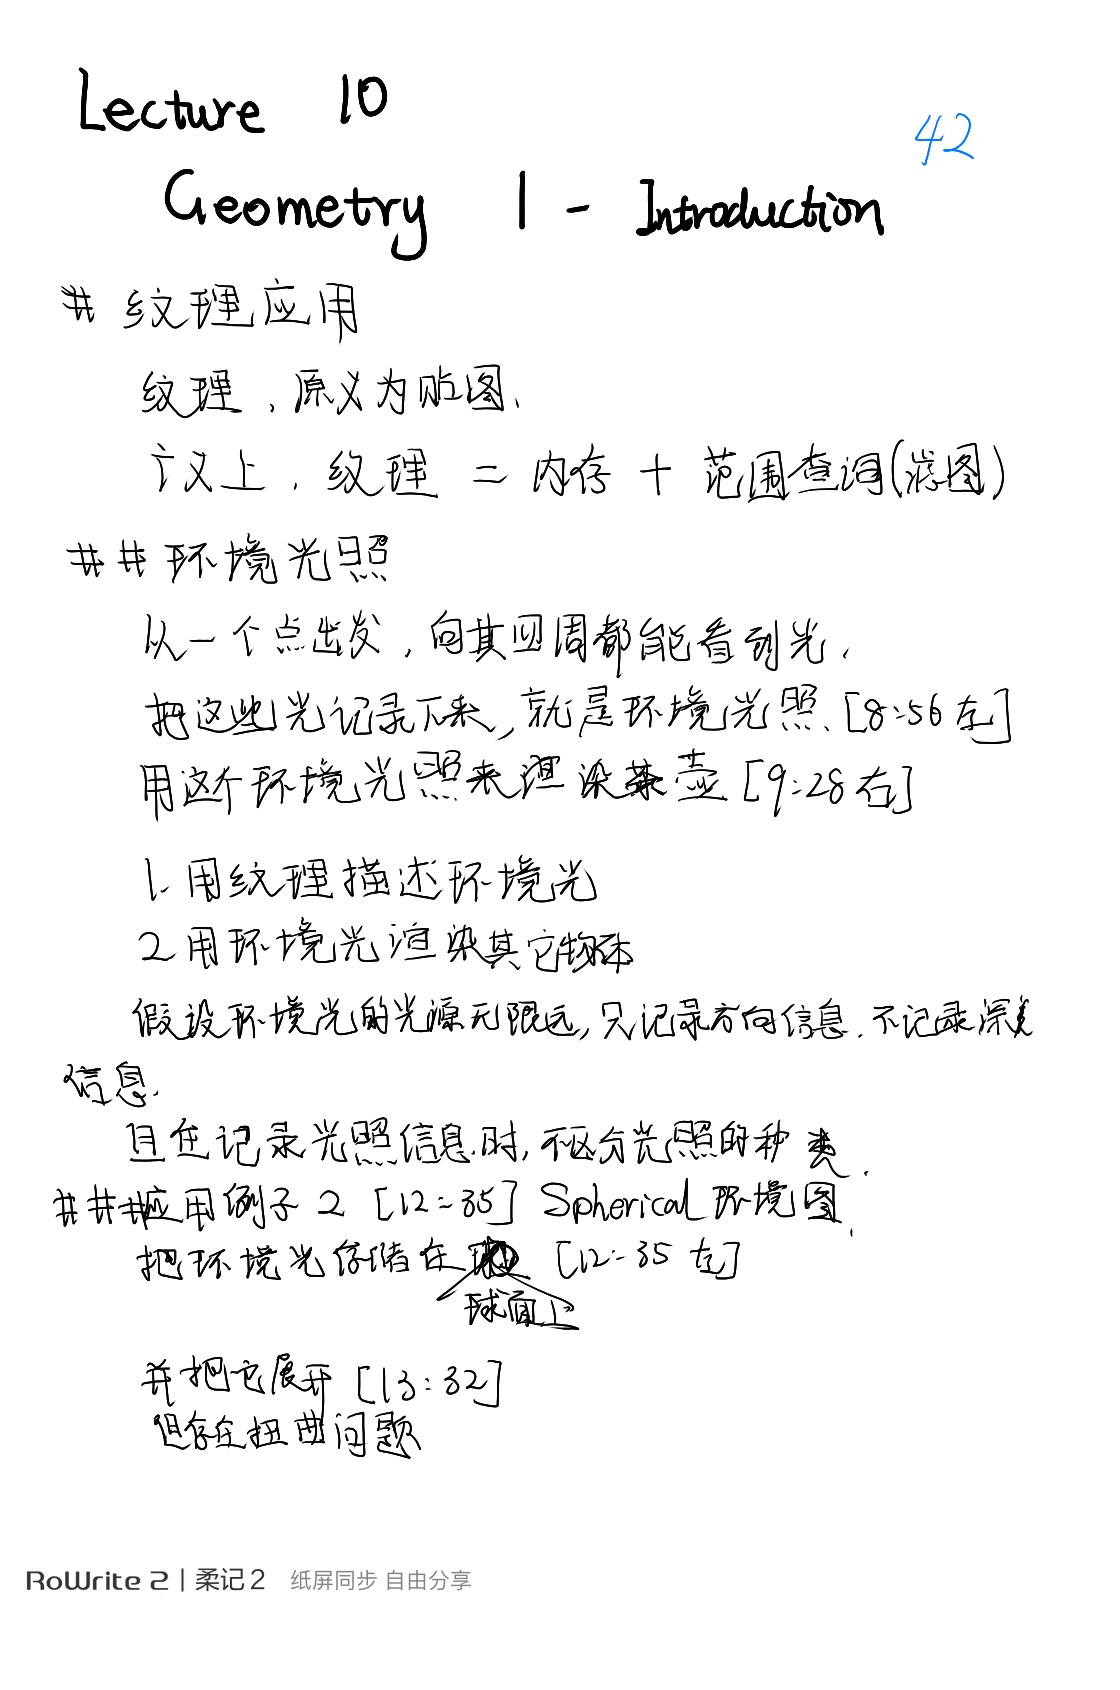 Lecture 10
42
Geometry 1 - Introduction
# 纹理应用
纹理，原义为贴图、
广义上，纹理 = 内存 + 范围查询(滤图)
## 环境光照
从一个点出发，向其四周都能看到光，
把这些光记录下来，就是环境光照、[8:56 左]
用这个环境光照来渲染茶壶 [9:28 右]
1. 用纹理描述环境光
2 用环境光渲染其它物体
假设环境光的光源无限远，只记录方向信息，不记录深度
信息.
且在记录光照信息时，不区分光照的种类.
### 应用例子 2 [12:35] Spherical 环境图.
把环境光存储在 [12:35 左]
球面上
并把它展开 [13:32]
但存在扭曲问题
RoWrite 2 | 柔记 2 纸屏同步 自由分享